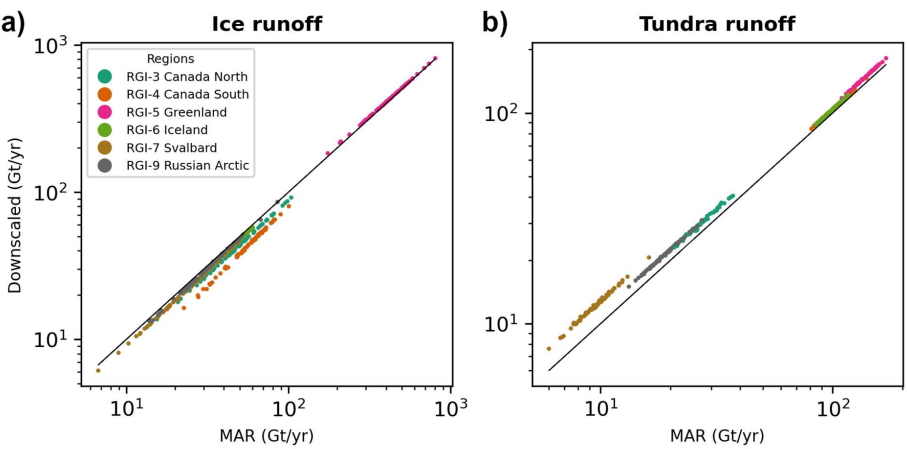 a)
Ice runoff
10³
10²
10¹
Downscaled (Gt/yr)
Regions
RGI-3 Canada North
RGI-4 Canada South
RGI-5 Greenland
RGI-6 Iceland
RGI-7 Svalbard
RGI-9 Russian Arctic
10¹ 10² 10³
MAR (Gt/yr)
b)
Tundra runoff
10²
10¹
10¹ 10²
MAR (Gt/yr)